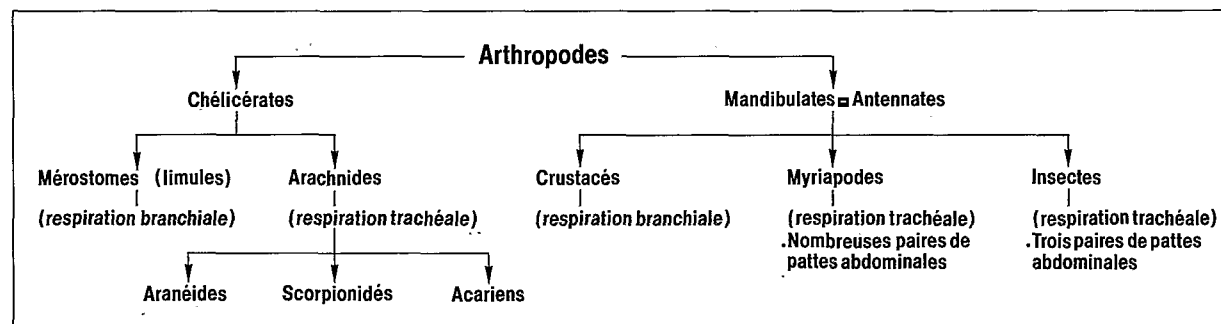 Arthropodes
Chélicérates
Mandibulates = Antennates
Mérostomes (limules)
(respiration branchiale)
Arachnides
(respiration trachéale)
Crustacés
(respiration branchiale)
Myriapodes
(respiration trachéale)
.Nombreuses paires de
pattes abdominales
Insectes
(respiration trachéale)
.Trois paires de pattes
abdominales
Aranéides
Scorpionidés
Acariens